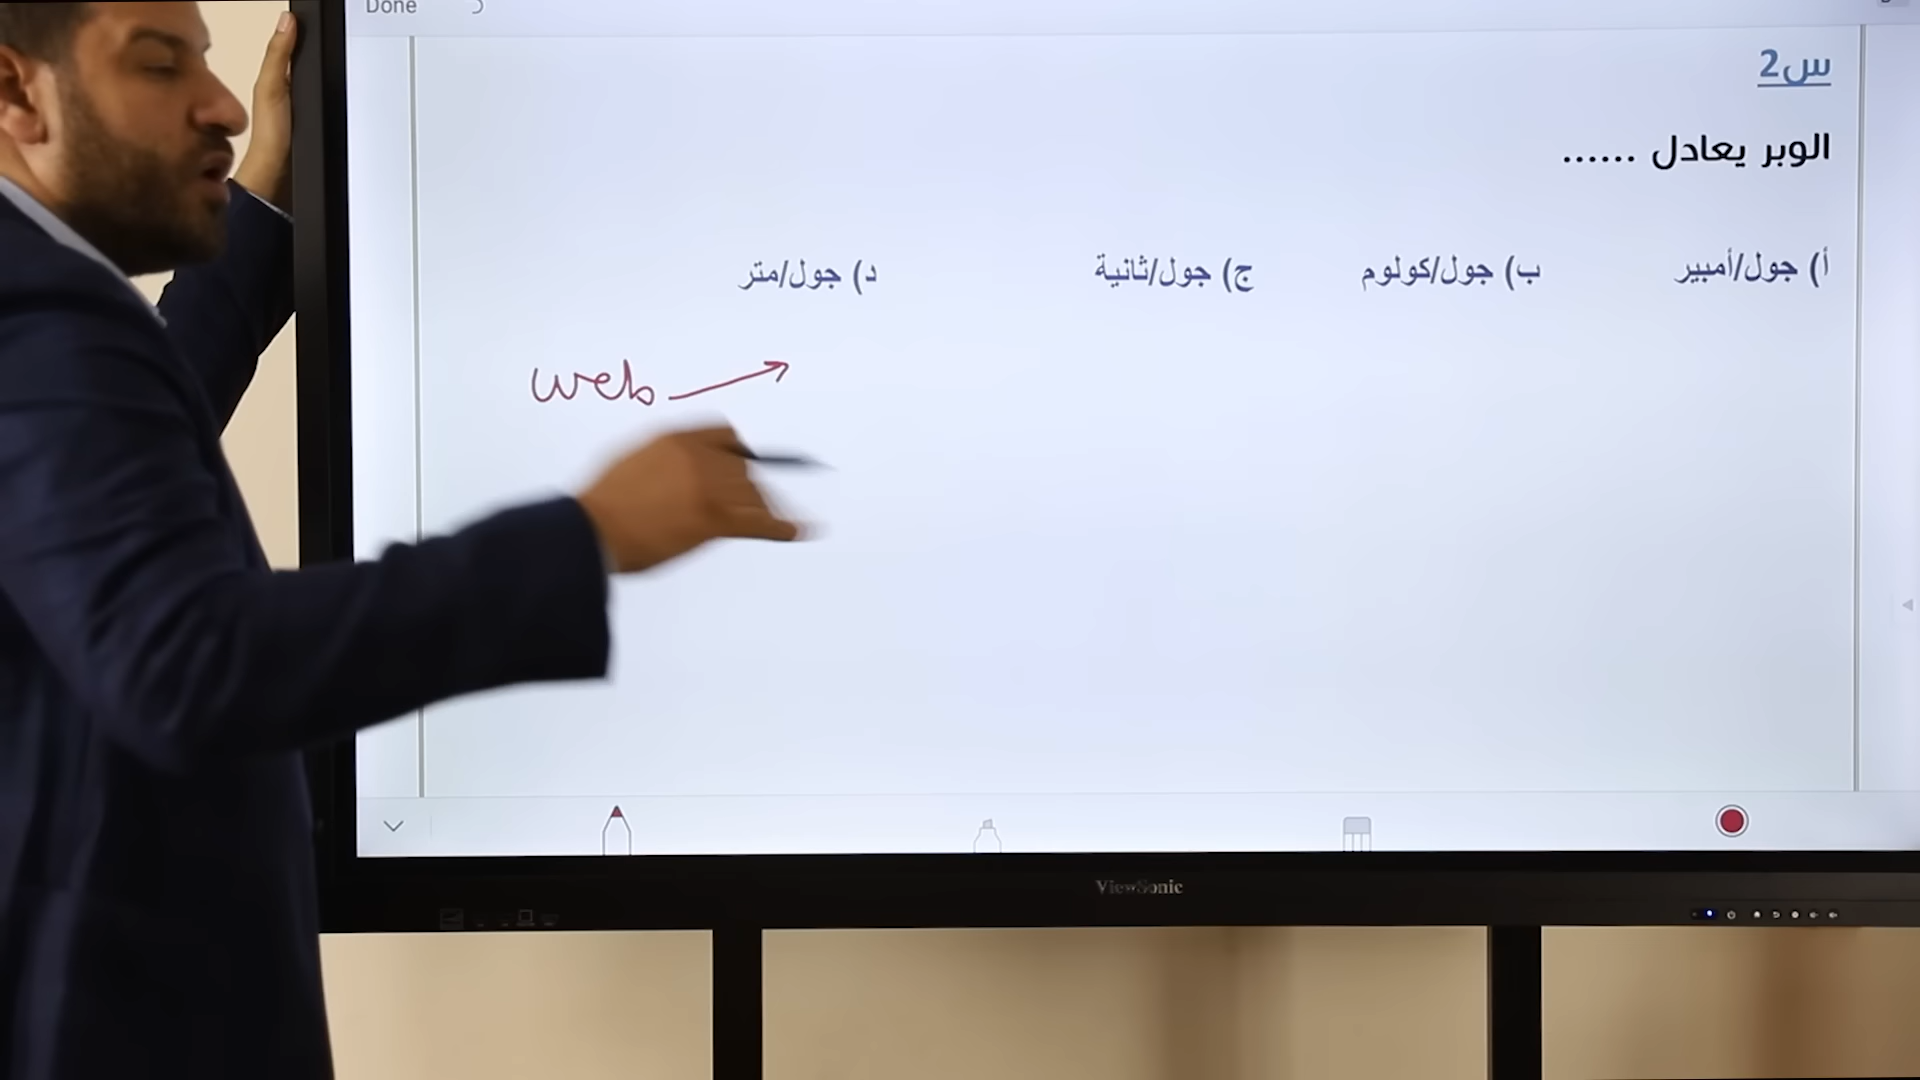 Done
س2
الوبر يعادل ......
أ) جول/أمبير ب) جول/كولوم ج) جول/ثانية د) جول/متر
web
ViewSonic